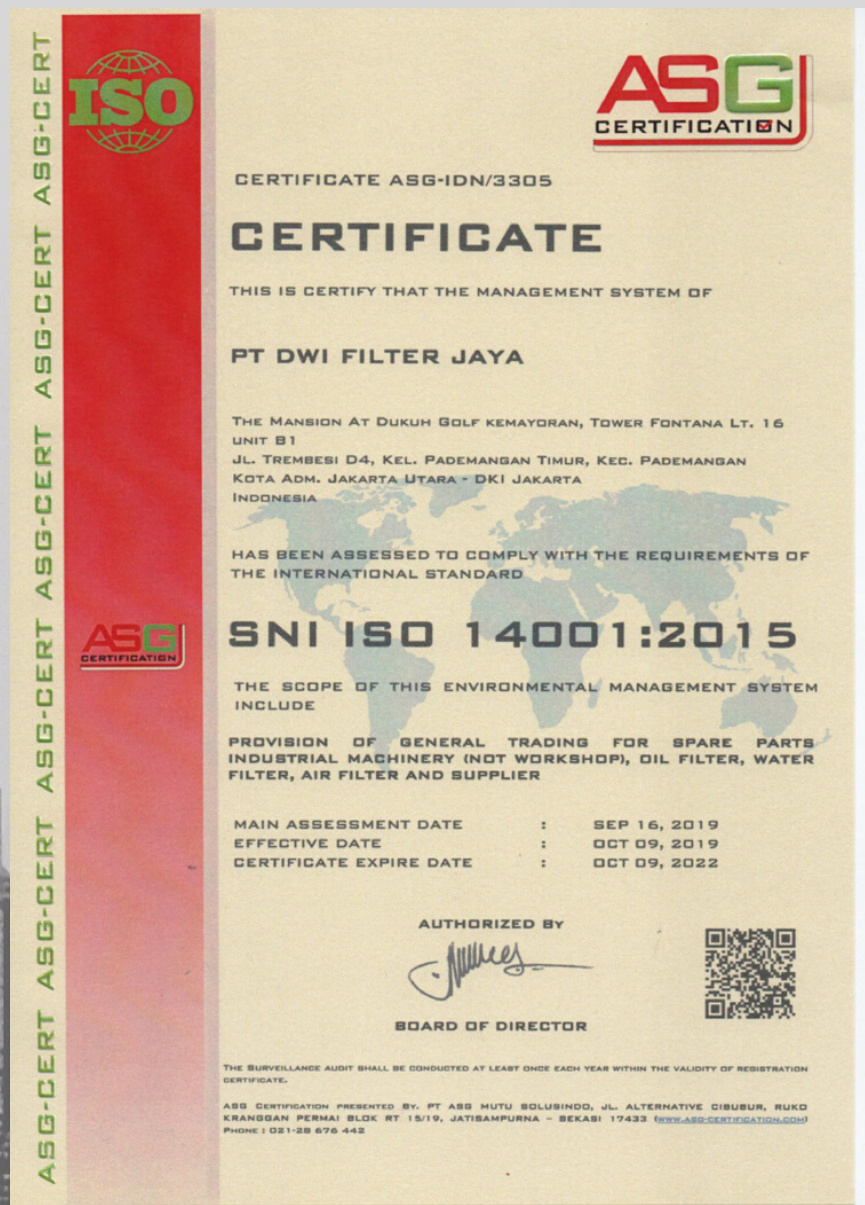 ISO
ASG
CERTIFICATION
ASG-CERT ASG-CERT ASG-CERT ASG-CERT ASG-CERT ASG-CERT
CERTIFICATE ASG-IDN/3305
CERTIFICATE
THIS IS CERTIFY THAT THE MANAGEMENT SYSTEM OF
PT DWI FILTER JAYA
THE MANSION AT DUKUH GOLF KEMAYORAN, TOWER FONTANA LT. 16
UNIT B1
JL. TREMBESI D4, KEL. PADEMANGAN TIMUR, KEC. PADEMANGAN
KOTA ADM. JAKARTA UTARA - DKI JAKARTA
INDONESIA
HAS BEEN ASSESSED TO COMPLY WITH THE REQUIREMENTS OF
THE INTERNATIONAL STANDARD
SNI ISO 14001:2015
ASG
CERTIFICATION
THE SCOPE OF THIS ENVIRONMENTAL MANAGEMENT SYSTEM
INCLUDE
PROVISION OF GENERAL TRADING FOR SPARE PARTS
INDUSTRIAL MACHINERY (NOT WORKSHOP), OIL FILTER, WATER
FILTER, AIR FILTER AND SUPPLIER
MAIN ASSESSMENT DATE : SEP 16, 2019
EFFECTIVE DATE : OCT 09, 2019
CERTIFICATE EXPIRE DATE : OCT 09, 2022
AUTHORIZED BY
BOARD OF DIRECTOR
THE SURVEILLANCE AUDIT SHALL BE CONDUCTED AT LEAST ONCE EACH YEAR WITHIN THE VALIDITY OF REGISTRATION
CERTIFICATE.
ASG CERTIFICATION PRESENTED BY. PT ASG MUTU SOLUSINDO, JL. ALTERNATIVE CIBUBUR, RUKO
KRANGGAN PERMAI BLOK RT 15/19, JATISAMPURNA – BEKASI 17433 (WWW.ASG-CERTIFICATION.COM)
PHONE : 021-28 676 442